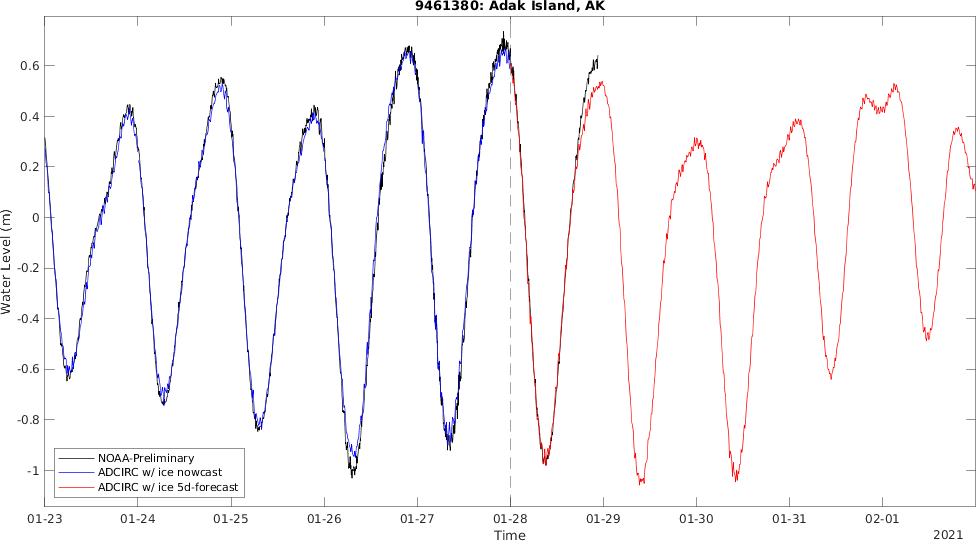 9461380: Adak Island, AK
0.6
0.4
0.2
0
-0.2
-0.4
-0.6
-0.8
-1
Water Level (m)
NOAA-Preliminary
ADCIRC w/ ice nowcast
ADCIRC w/ ice 5d-forecast
01-23 01-24 01-25 01-26 01-27 01-28 01-29 01-30 01-31 02-01
Time
2021